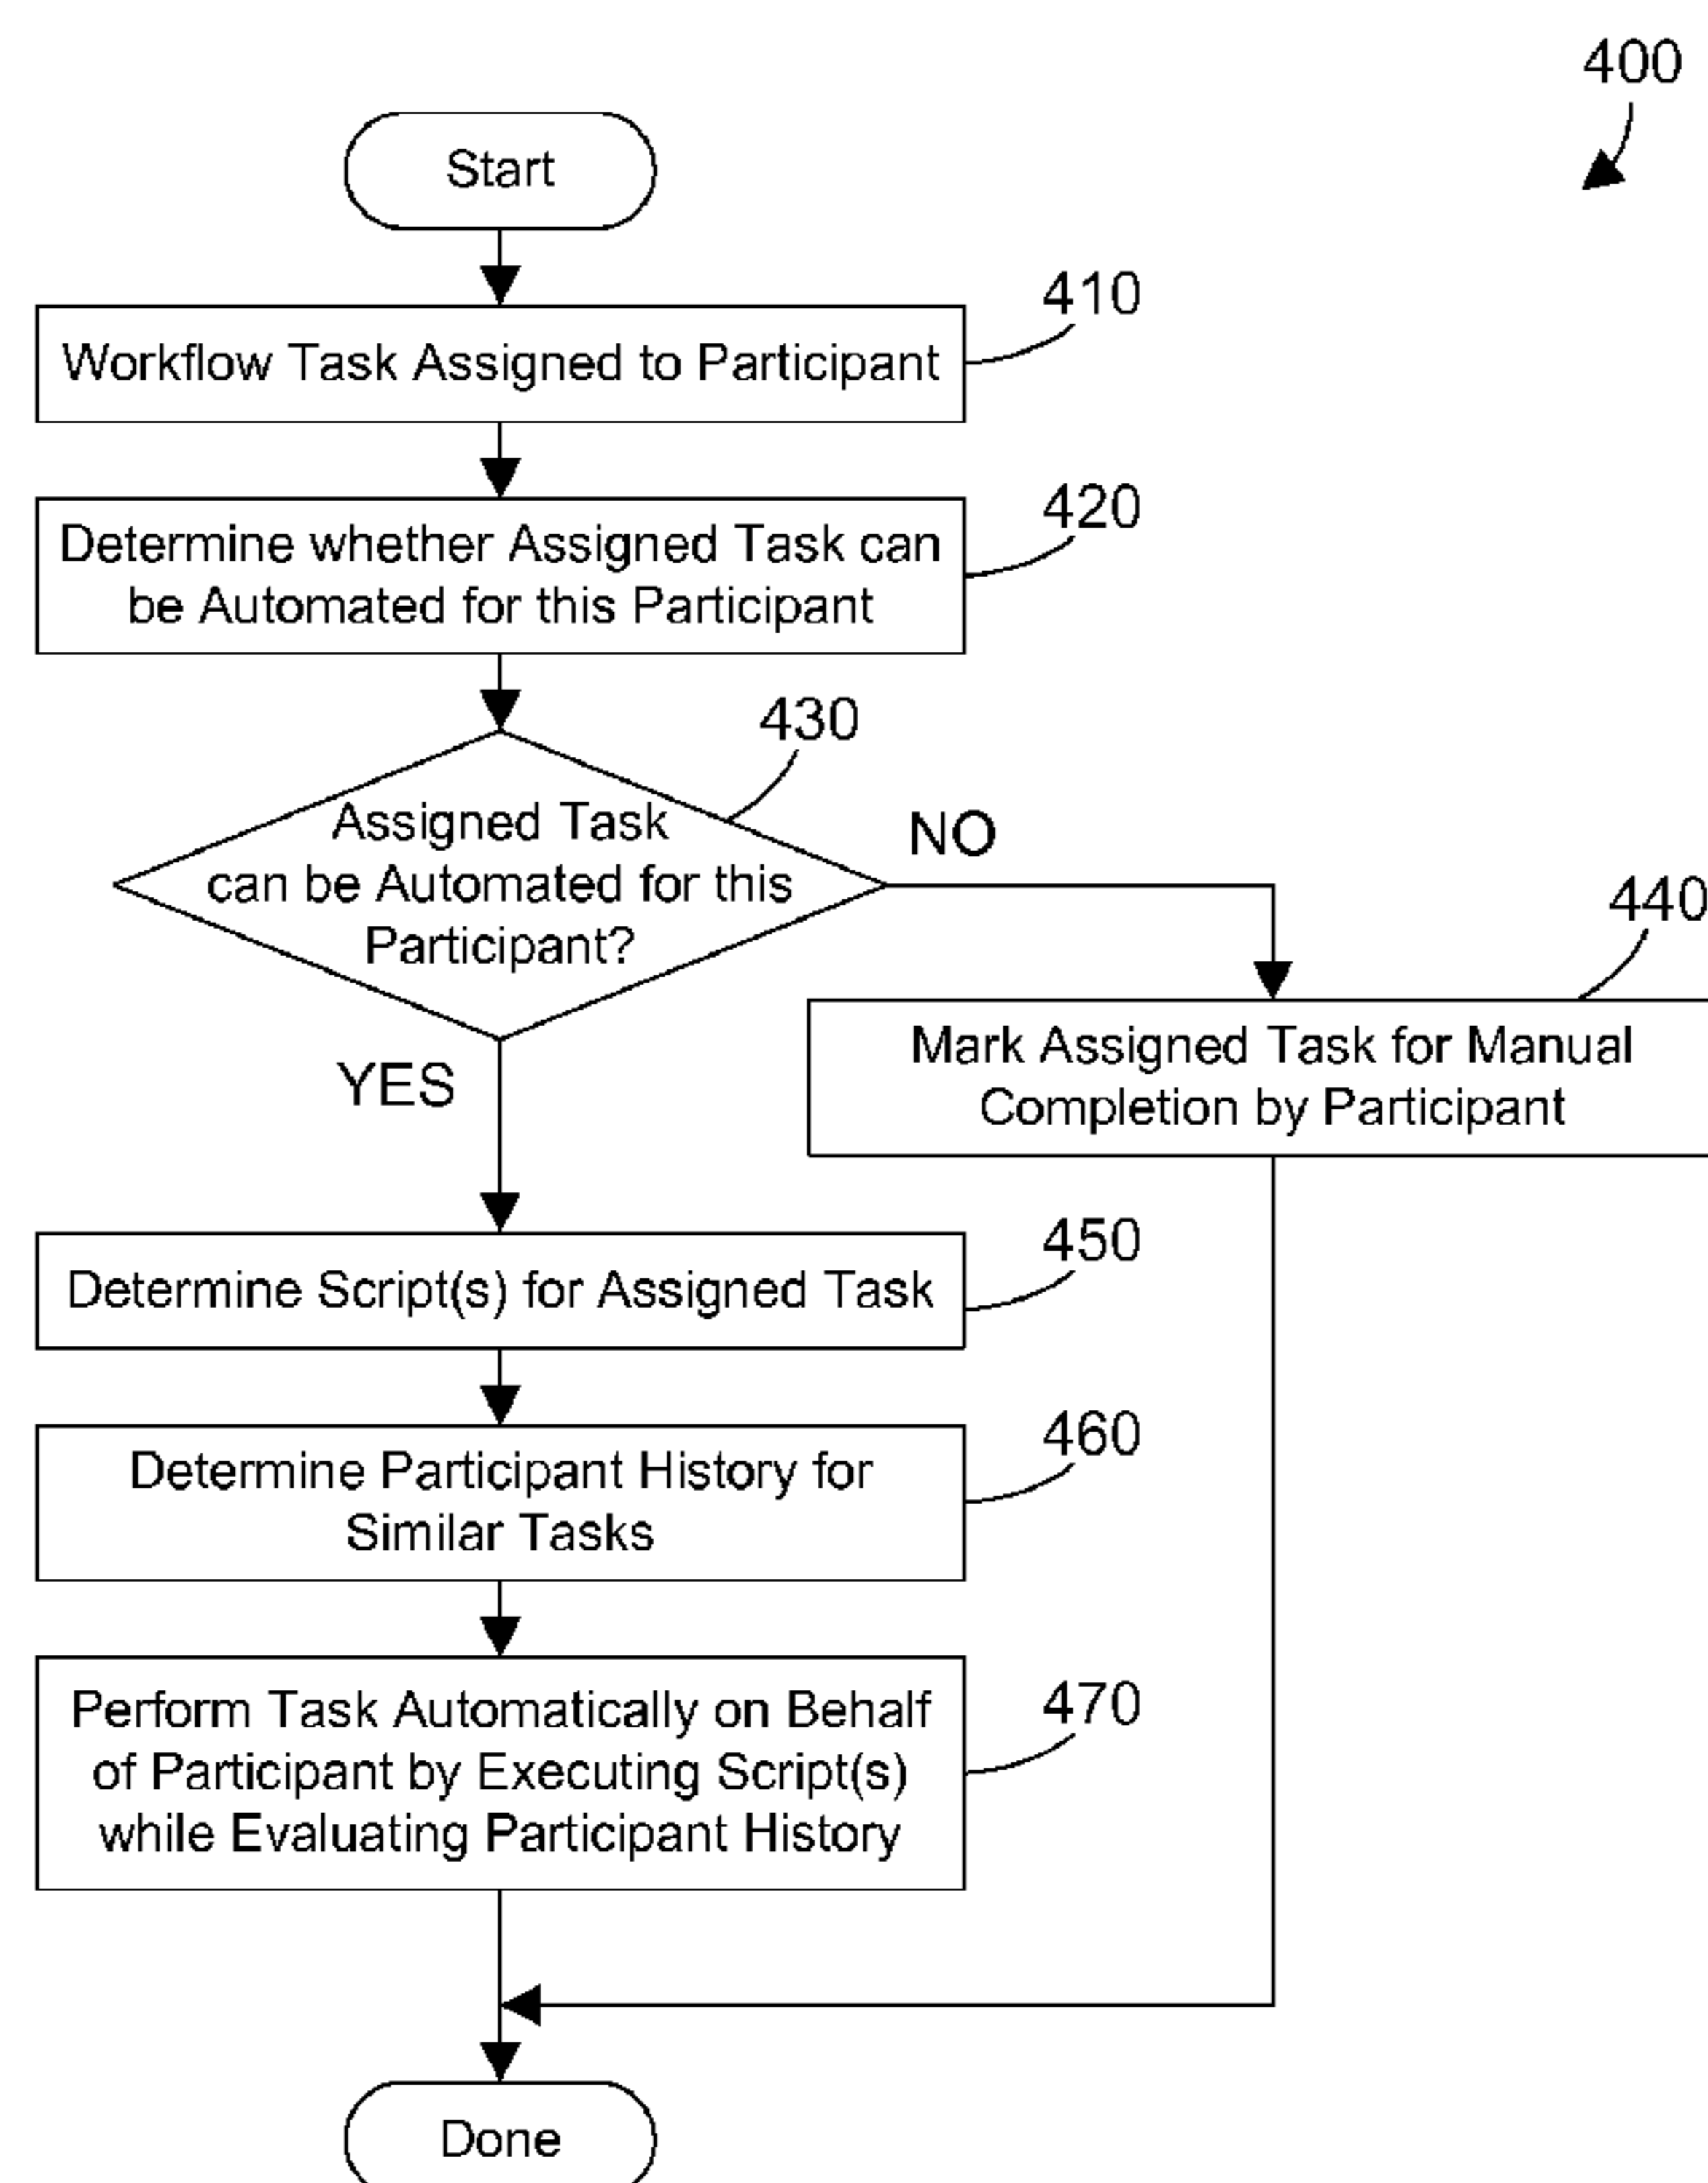 400
Start
410
Workflow Task Assigned to Participant
420
Determine whether Assigned Task can
be Automated for this Participant
430
Assigned Task
can be Automated for this
Participant?
NO
YES
440
Mark Assigned Task for Manual
Completion by Participant
450
Determine Script(s) for Assigned Task
460
Determine Participant History for
Similar Tasks
470
Perform Task Automatically on Behalf
of Participant by Executing Script(s)
while Evaluating Participant History
Done